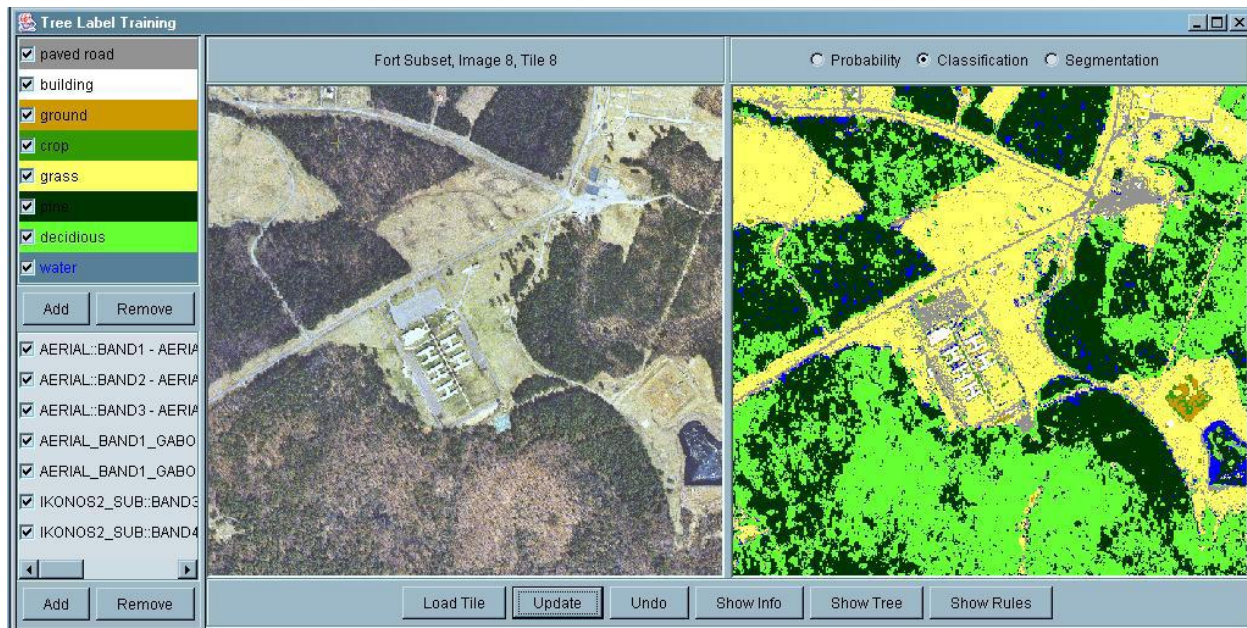 Tree Label Training
paved road
building
ground
crop
grass
pine
decidious
water
Add Remove
AERIAL::BAND1 - AERIA
AERIAL::BAND2 - AERIA
AERIAL::BAND3 - AERIA
AERIAL_BAND1_GABO
AERIAL_BAND1_GABO
IKONOS2_SUB::BAND3
IKONOS2_SUB::BAND4
Add Remove
Fort Subset, Image 8, Tile 8
Probability Classification Segmentation
Load Tile Update Undo Show Info Show Tree Show Rules